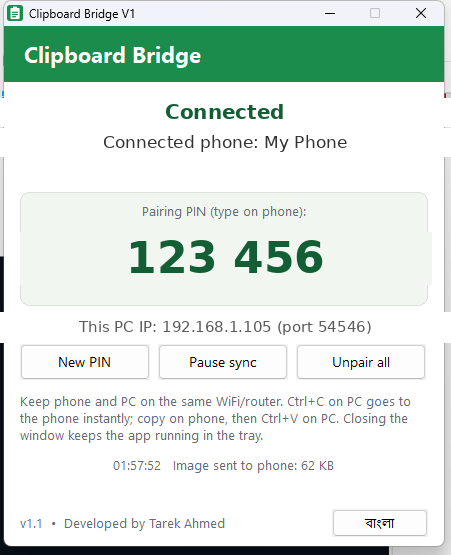 Clipboard Bridge V1
Clipboard Bridge
Connected
Connected phone: My Phone
Pairing PIN (type on phone):
123 456
This PC IP: 192.168.1.105 (port 54546)
New PIN
Pause sync
Unpair all
Keep phone and PC on the same WiFi/router. Ctrl+C on PC goes to
the phone instantly; copy on phone, then Ctrl+V on PC. Closing the
window keeps the app running in the tray.
01:57:52 Image sent to phone: 62 KB
v1.1 • Developed by Tarek Ahmed
বাংলা